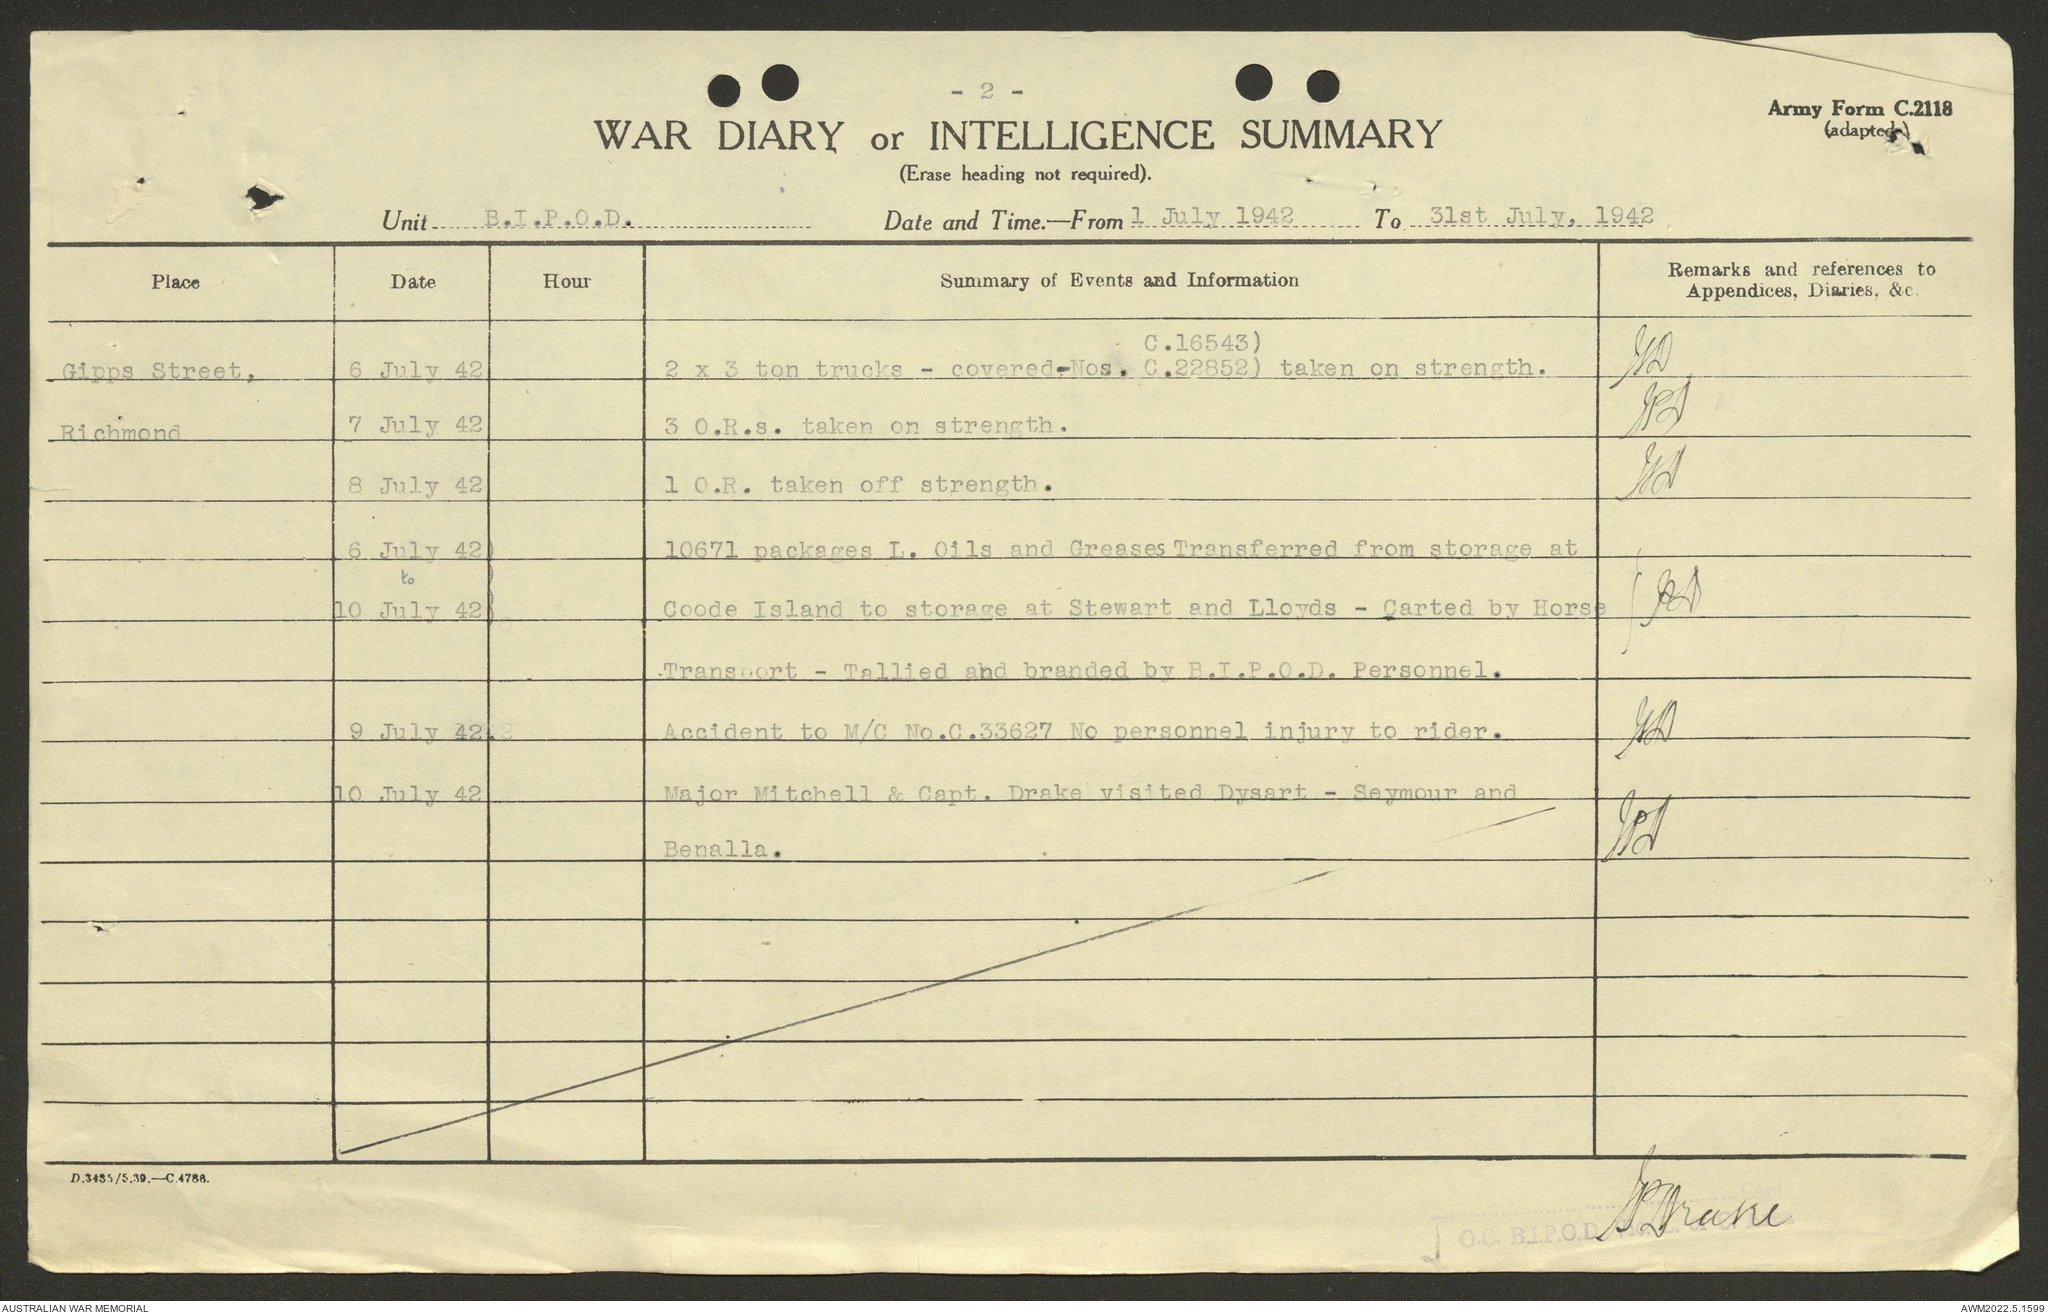 - 2 -
Army Form C.2118
(adapted)
WAR DIARY or INTELLIGENCE SUMMARY
(Erase heading not required).
Unit B.I.P.O.D. Date and Time.—From 1 July 1942 To 31st July, 1942
Place Date Hour Summary of Events and Information Remarks and references to
Appendices, Diaries, &c.
C.16543)
Gipps Street, 6 July 42 2 x 3 ton trucks - covered-Nos. C.22852) taken on strength.
Richmond 7 July 42 3 O.R.s. taken on strength.
8 July 42 1 O.R. taken off strength.
6 July 42) 10671 packages L. Oils and Greases Transferred from storage at
to
10 July 42) Coode Island to storage at Stewart and Lloyds - Carted by Horse
Transport - Tallied and branded by B.I.P.O.D. Personnel.
9 July 42. Accident to M/C No.C.33627 No personnel injury to rider.
10 July 42 Major Mitchell & Capt. Drake visited Dysart - Seymour and
Benalla.
D.3435/5.39.—C.4788.
Drake
Capt
O.C. B.I.P.O.D.
AUSTRALIAN WAR MEMORIAL AWM2022.5.1599